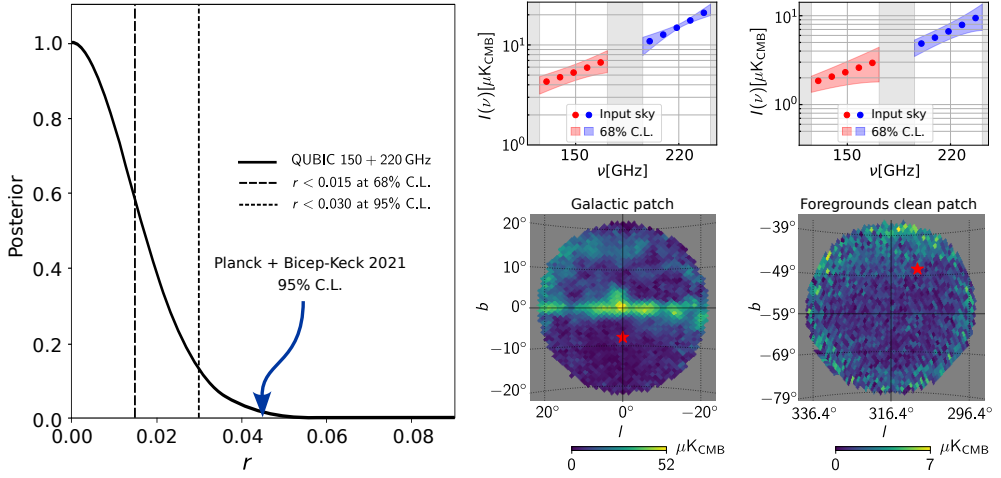 1.0
0.8
0.6
0.4
0.2
0.0
Posterior
0.00
0.02
0.04
0.06
0.08
r
QUBIC 150 + 220 GHz
r < 0.015 at 68% C.L.
r < 0.030 at 95% C.L.
Planck + Bicep-Keck 2021
95% C.L.
10¹
10⁰
I(ν)[μK_CMB]
Input sky
68% C.L.
150
220
ν[GHz]
10¹
10⁰
I(ν)[μK_CMB]
Input sky
68% C.L.
150
220
ν[GHz]
Galactic patch
20°
10°
0°
−10°
−20°
b
20°
0°
−20°
l
0
52
μK_CMB
Foregrounds clean patch
−39°
−49°
−59°
−69°
−79°
b
336.4°
316.4°
296.4°
l
0
7
μK_CMB